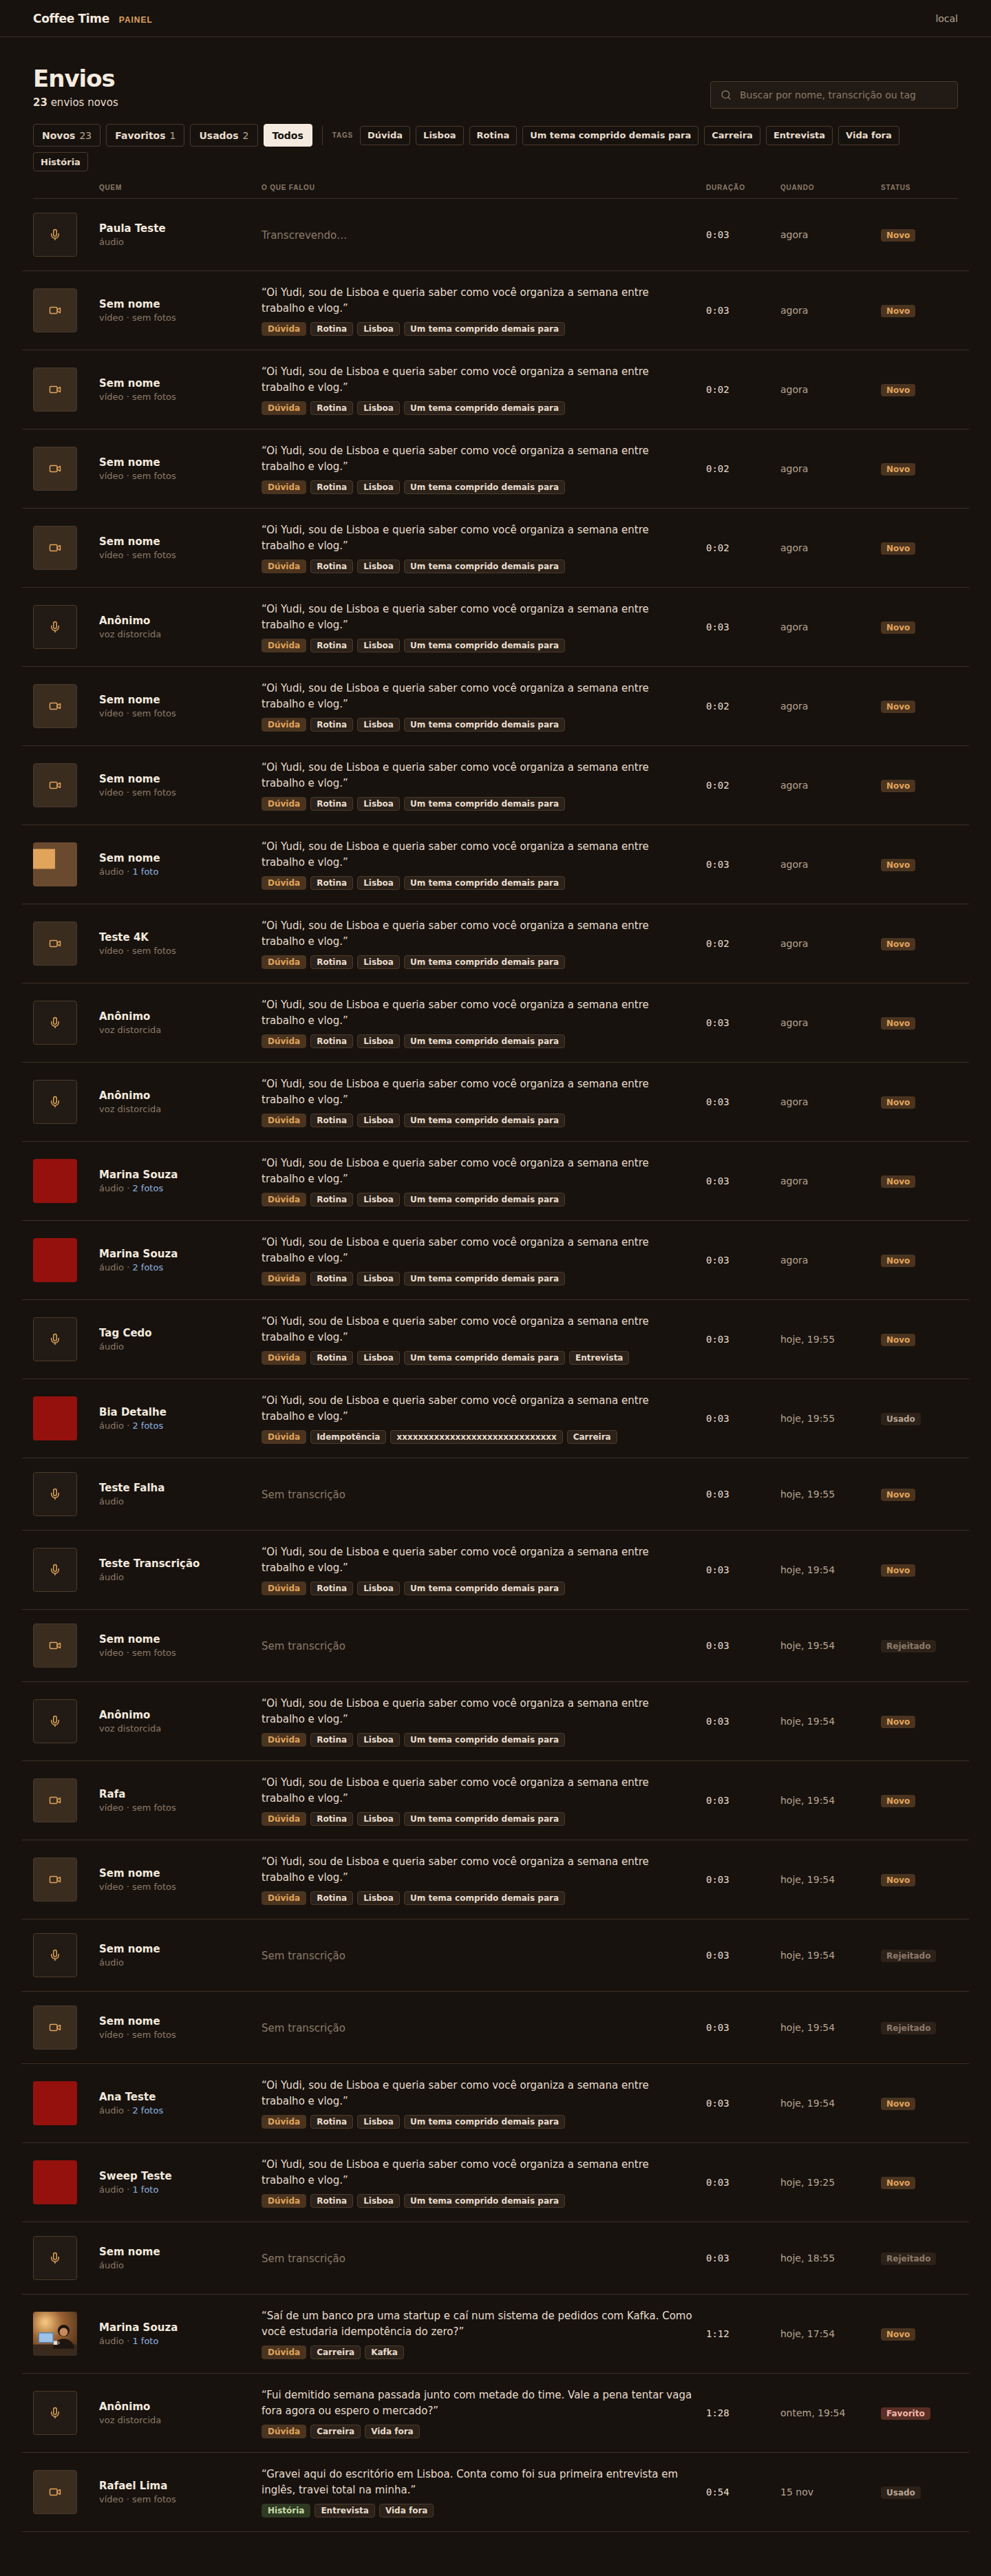 Coffee Time PAINEL
local
Envios
23 envios novos
Buscar por nome, transcrição ou tag
Novos 23 Favoritos 1 Usados 2 Todos TAGS Dúvida Lisboa Rotina Um tema comprido demais para Carreira Entrevista Vida fora
História
QUEM O QUE FALOU DURAÇÃO QUANDO STATUS
Paula Teste
áudio
Transcrevendo...
0:03 agora Novo
Sem nome
vídeo · sem fotos
“Oi Yudi, sou de Lisboa e queria saber como você organiza a semana entre
trabalho e vlog.”
Dúvida Rotina Lisboa Um tema comprido demais para
0:03 agora Novo
Sem nome
vídeo · sem fotos
“Oi Yudi, sou de Lisboa e queria saber como você organiza a semana entre
trabalho e vlog.”
Dúvida Rotina Lisboa Um tema comprido demais para
0:02 agora Novo
Sem nome
vídeo · sem fotos
“Oi Yudi, sou de Lisboa e queria saber como você organiza a semana entre
trabalho e vlog.”
Dúvida Rotina Lisboa Um tema comprido demais para
0:02 agora Novo
Sem nome
vídeo · sem fotos
“Oi Yudi, sou de Lisboa e queria saber como você organiza a semana entre
trabalho e vlog.”
Dúvida Rotina Lisboa Um tema comprido demais para
0:02 agora Novo
Anônimo
voz distorcida
“Oi Yudi, sou de Lisboa e queria saber como você organiza a semana entre
trabalho e vlog.”
Dúvida Rotina Lisboa Um tema comprido demais para
0:03 agora Novo
Sem nome
vídeo · sem fotos
“Oi Yudi, sou de Lisboa e queria saber como você organiza a semana entre
trabalho e vlog.”
Dúvida Rotina Lisboa Um tema comprido demais para
0:02 agora Novo
Sem nome
vídeo · sem fotos
“Oi Yudi, sou de Lisboa e queria saber como você organiza a semana entre
trabalho e vlog.”
Dúvida Rotina Lisboa Um tema comprido demais para
0:02 agora Novo
Sem nome
áudio · 1 foto
“Oi Yudi, sou de Lisboa e queria saber como você organiza a semana entre
trabalho e vlog.”
Dúvida Rotina Lisboa Um tema comprido demais para
0:03 agora Novo
Teste 4K
vídeo · sem fotos
“Oi Yudi, sou de Lisboa e queria saber como você organiza a semana entre
trabalho e vlog.”
Dúvida Rotina Lisboa Um tema comprido demais para
0:02 agora Novo
Anônimo
voz distorcida
“Oi Yudi, sou de Lisboa e queria saber como você organiza a semana entre
trabalho e vlog.”
Dúvida Rotina Lisboa Um tema comprido demais para
0:03 agora Novo
Anônimo
voz distorcida
“Oi Yudi, sou de Lisboa e queria saber como você organiza a semana entre
trabalho e vlog.”
Dúvida Rotina Lisboa Um tema comprido demais para
0:03 agora Novo
Marina Souza
áudio · 2 fotos
“Oi Yudi, sou de Lisboa e queria saber como você organiza a semana entre
trabalho e vlog.”
Dúvida Rotina Lisboa Um tema comprido demais para
0:03 agora Novo
Marina Souza
áudio · 2 fotos
“Oi Yudi, sou de Lisboa e queria saber como você organiza a semana entre
trabalho e vlog.”
Dúvida Rotina Lisboa Um tema comprido demais para
0:03 agora Novo
Tag Cedo
áudio
“Oi Yudi, sou de Lisboa e queria saber como você organiza a semana entre
trabalho e vlog.”
Dúvida Rotina Lisboa Um tema comprido demais para Entrevista
0:03 hoje, 19:55 Novo
Bia Detalhe
áudio · 2 fotos
“Oi Yudi, sou de Lisboa e queria saber como você organiza a semana entre
trabalho e vlog.”
Dúvida Idempotência xxxxxxxxxxxxxxxxxxxxxxxxxxxxxx Carreira
0:03 hoje, 19:55 Usado
Teste Falha
áudio
Sem transcrição
0:03 hoje, 19:55 Novo
Teste Transcrição
áudio
“Oi Yudi, sou de Lisboa e queria saber como você organiza a semana entre
trabalho e vlog.”
Dúvida Rotina Lisboa Um tema comprido demais para
0:03 hoje, 19:54 Novo
Sem nome
vídeo · sem fotos
Sem transcrição
0:03 hoje, 19:54 Rejeitado
Anônimo
voz distorcida
“Oi Yudi, sou de Lisboa e queria saber como você organiza a semana entre
trabalho e vlog.”
Dúvida Rotina Lisboa Um tema comprido demais para
0:03 hoje, 19:54 Novo
Rafa
vídeo · sem fotos
“Oi Yudi, sou de Lisboa e queria saber como você organiza a semana entre
trabalho e vlog.”
Dúvida Rotina Lisboa Um tema comprido demais para
0:03 hoje, 19:54 Novo
Sem nome
vídeo · sem fotos
“Oi Yudi, sou de Lisboa e queria saber como você organiza a semana entre
trabalho e vlog.”
Dúvida Rotina Lisboa Um tema comprido demais para
0:03 hoje, 19:54 Novo
Sem nome
áudio
Sem transcrição
0:03 hoje, 19:54 Rejeitado
Sem nome
vídeo · sem fotos
Sem transcrição
0:03 hoje, 19:54 Rejeitado
Ana Teste
áudio · 2 fotos
“Oi Yudi, sou de Lisboa e queria saber como você organiza a semana entre
trabalho e vlog.”
Dúvida Rotina Lisboa Um tema comprido demais para
0:03 hoje, 19:54 Novo
Sweep Teste
áudio · 1 foto
“Oi Yudi, sou de Lisboa e queria saber como você organiza a semana entre
trabalho e vlog.”
Dúvida Rotina Lisboa Um tema comprido demais para
0:03 hoje, 19:25 Novo
Sem nome
áudio
Sem transcrição
0:03 hoje, 18:55 Rejeitado
Marina Souza
áudio · 1 foto
“Saí de um banco pra uma startup e caí num sistema de pedidos com Kafka. Como
você estudaria idempotência do zero?”
Dúvida Carreira Kafka
1:12 hoje, 17:54 Novo
Anônimo
voz distorcida
“Fui demitido semana passada junto com metade do time. Vale a pena tentar vaga
fora agora ou espero o mercado?”
Dúvida Carreira Vida fora
1:28 ontem, 19:54 Favorito
Rafael Lima
vídeo · sem fotos
“Gravei aqui do escritório em Lisboa. Conta como foi sua primeira entrevista em
inglês, travei total na minha.”
História Entrevista Vida fora
0:54 15 nov Usado